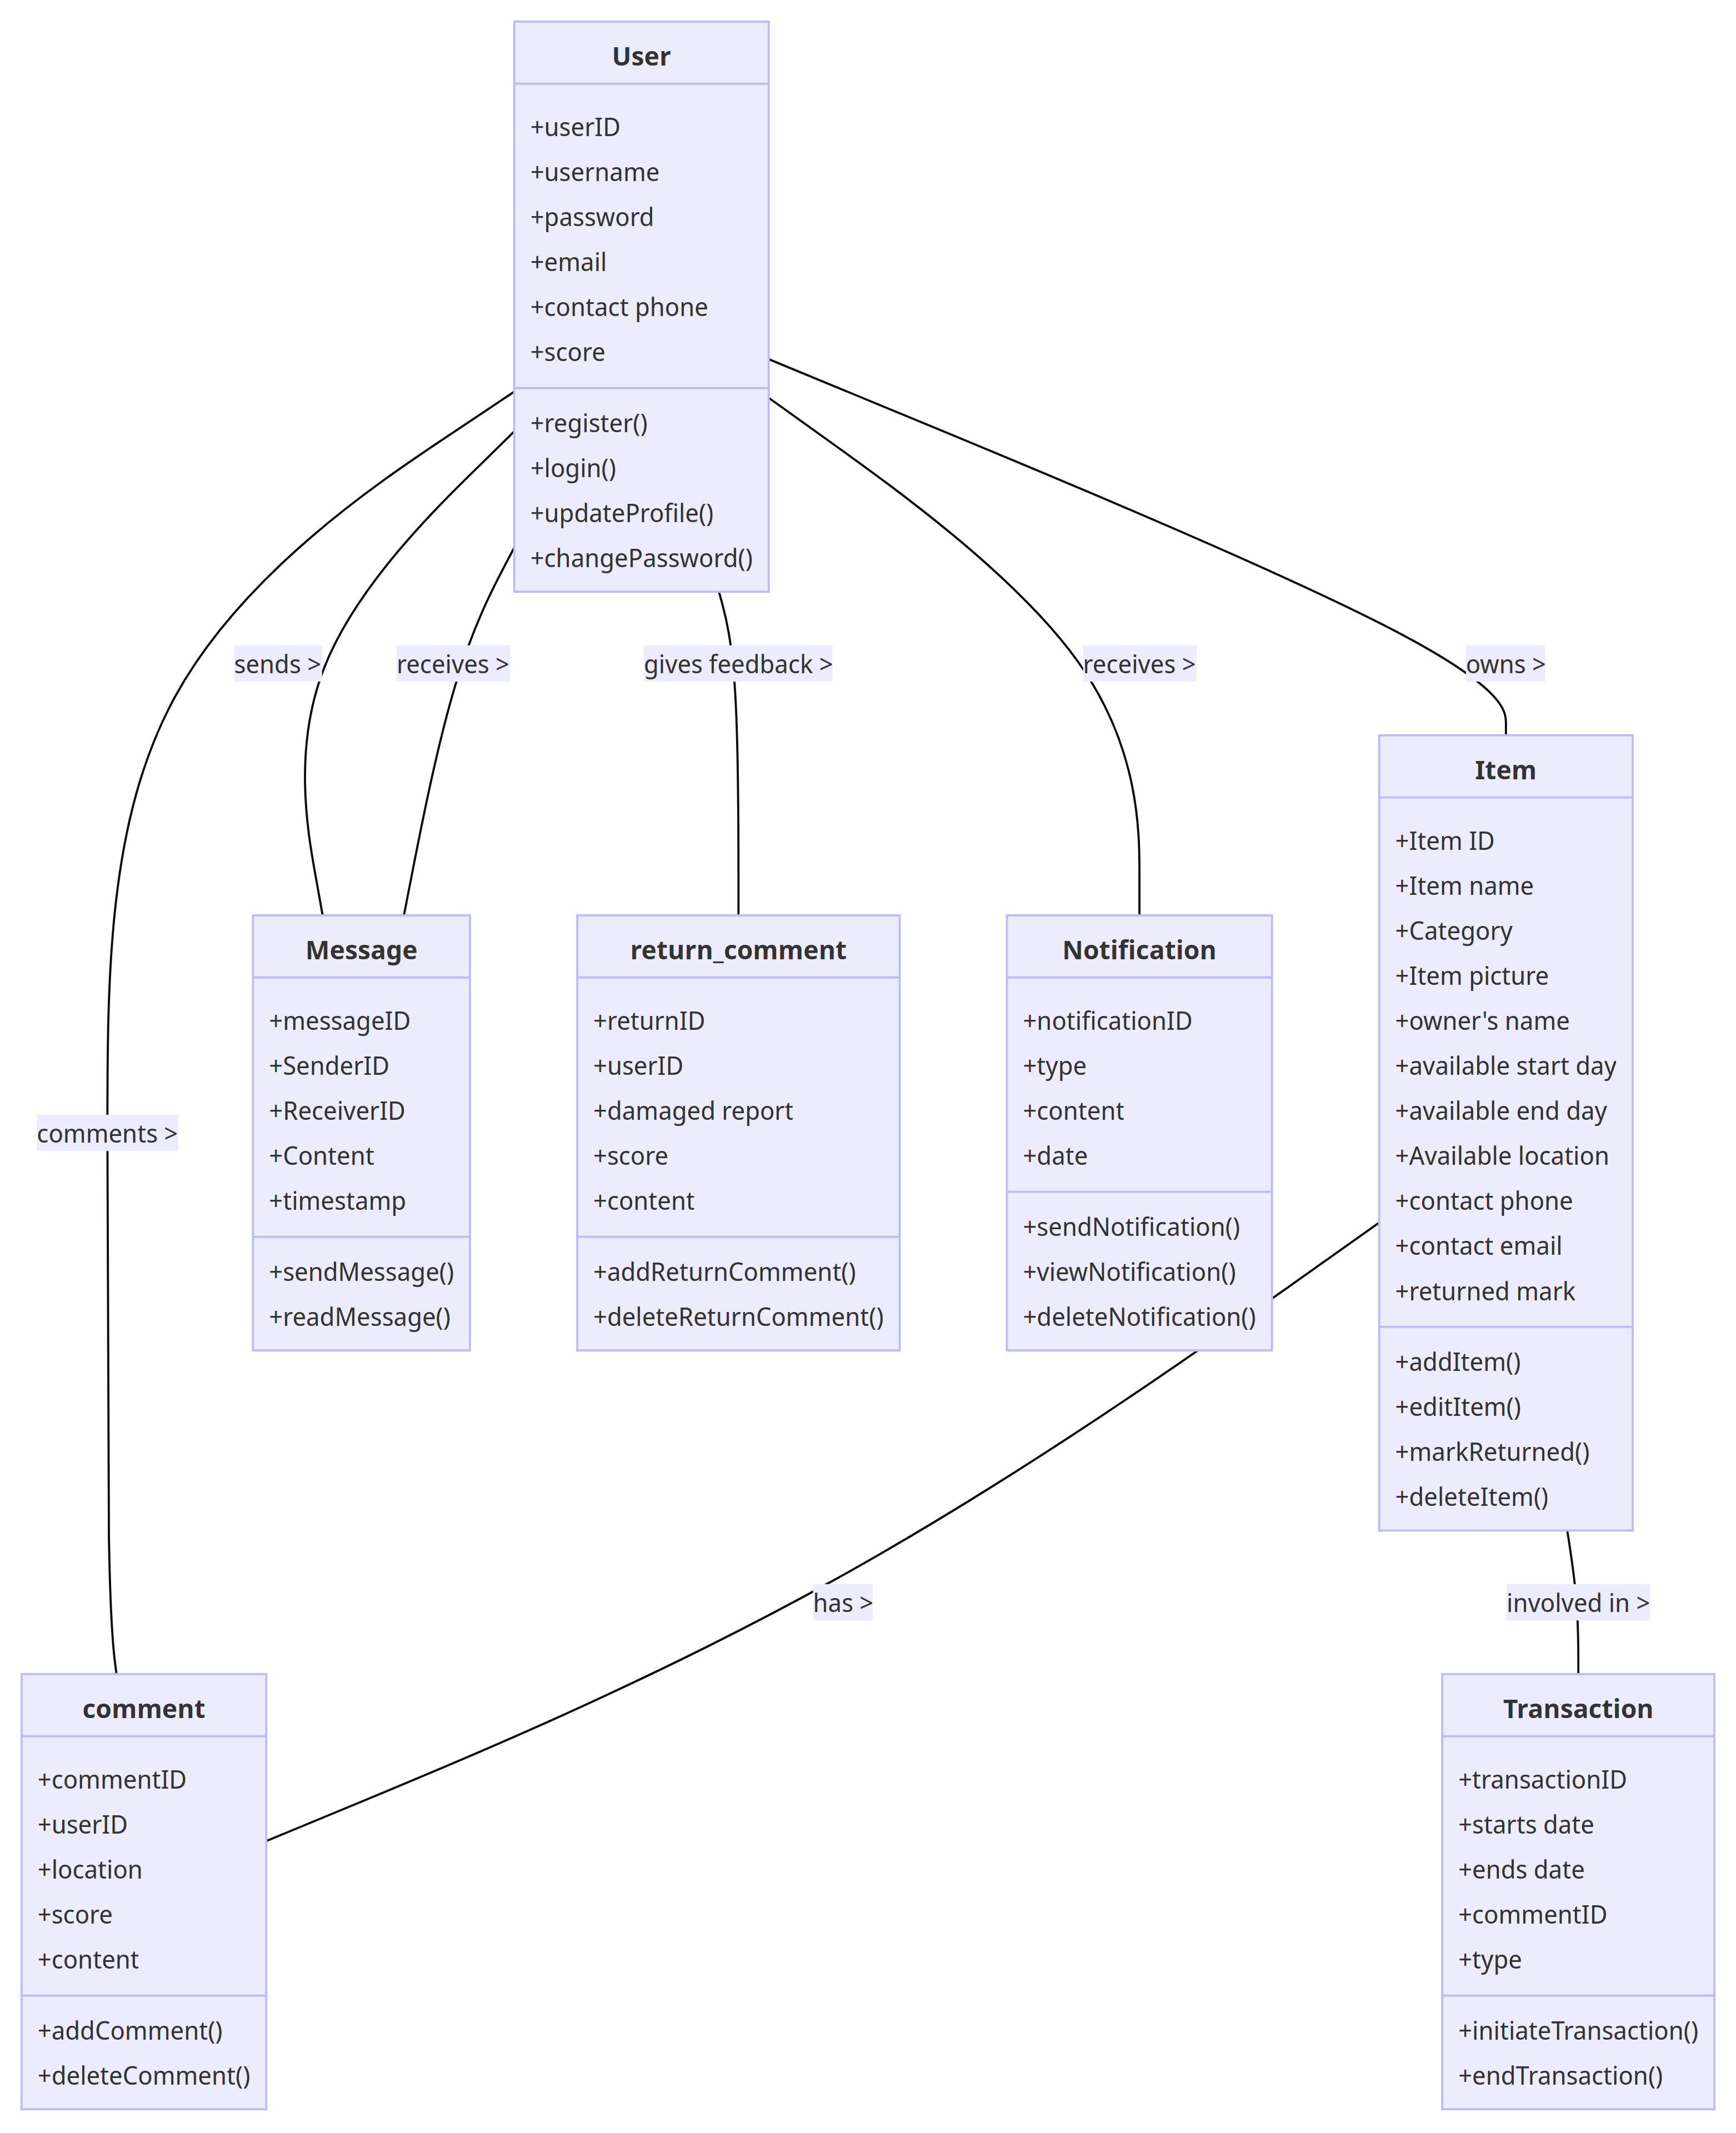 User
+userID
+username
+password
+email
+contact phone
+score
+register()
+login()
+updateProfile()
+changePassword()
sends >
receives >
gives feedback >
receives >
owns >
Item
+Item ID
+Item name
+Category
+Item picture
+owner's name
+available start day
+available end day
+Available location
+contact phone
+contact email
+returned mark
+addItem()
+editItem()
+markReturned()
+deleteItem()
Message
+messageID
+SenderID
+ReceiverID
+Content
+timestamp
+sendMessage()
+readMessage()
return_comment
+returnID
+userID
+damaged report
+score
+content
+addReturnComment()
+deleteReturnComment()
Notification
+notificationID
+type
+content
+date
+sendNotification()
+viewNotification()
+deleteNotification()
comments >
has >
involved in >
comment
+commentID
+userID
+location
+score
+content
+addComment()
+deleteComment()
Transaction
+transactionID
+starts date
+ends date
+commentID
+type
+initiateTransaction()
+endTransaction()